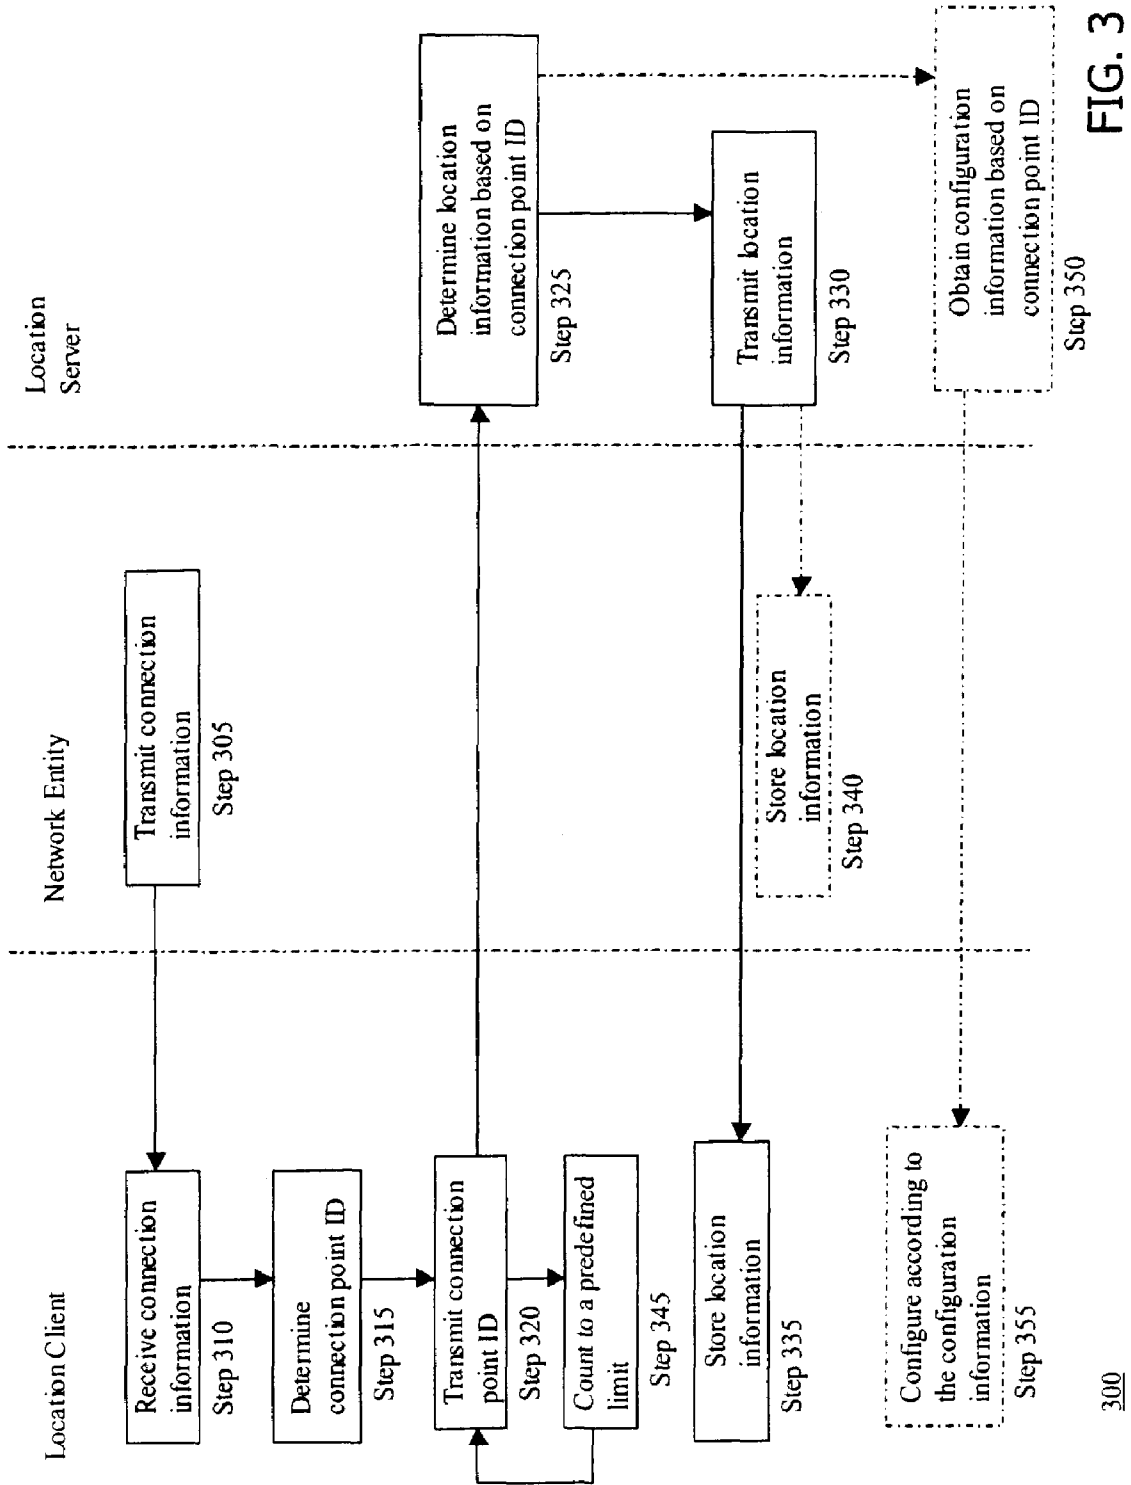 Location Client
Network Entity
Location
Server
Transmit connection
information
Step 305
Receive connection
information
Step 310
Determine
connection point ID
Step 315
Transmit connection
point ID
Step 320
Count to a predefined
limit
Step 345
Determine location
information based on
connection point ID
Step 325
Transmit location
information
Step 330
Store location
information
Step 335
Store location
information
Step 340
Obtain configuration
information based on
connection point ID
Step 350
Configure according to
the configuration
information
Step 355
300
FIG. 3